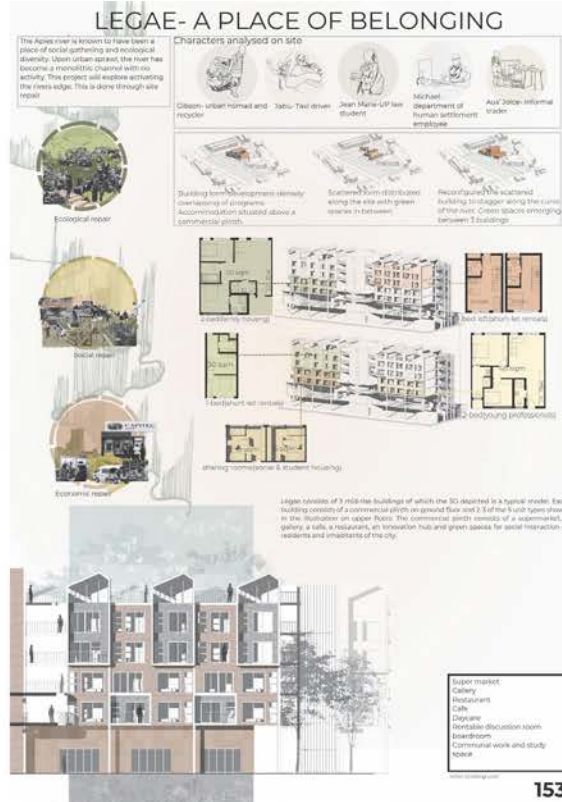 LEGAE- A PLACE OF BELONGING
The Apies river is known to have been a
place of social gathering and ecological
diversity. Upon urban sprawl, the river has
become a monolithic channel with no
activity. This project will explore activating
the rivers edge. This is done through site
repair
Characters analysed on site
Gibson- urban nomad and
recycler
Jabu- Taxi driver
Jean Marie-UP law
student
Michael-
department of
human settlement
employee
Aus' Joice- Informal
trader
Building form development-density
overlapping of programs.
Accommodation situated above a
commercial plinth.
Scattered form distributed
along the site with green
spaces in between
Reconfigured the scattered
building to stagger along the curve
of the river. Green spaces emerging
between 3 buildings
Ecological repair
Social repair
CAPITOL
Economic repair
2-bed(family housing)
bed loft(short-let rentals)
1-bed(short let rentals)
2-bed(young professionals)
sharing rooms(social & student housing)
Legae consists of 3 mid-rise buildings of which the 3D depicted is a typical model. Each
building consists of a commercial plinth on ground floor and 2-3 of the 5 unit types show
in the illustration on upper floors. The commercial plinth consists of a supermarket,
gallery, a cafe, a restaurant, an innovation hub and green spaces for social interaction
residents and inhabitants of the city.
Super market
Gallery
Restaurant
Cafe
Daycare
Rentable discussion room
boardroom
Communal work and study
space
153